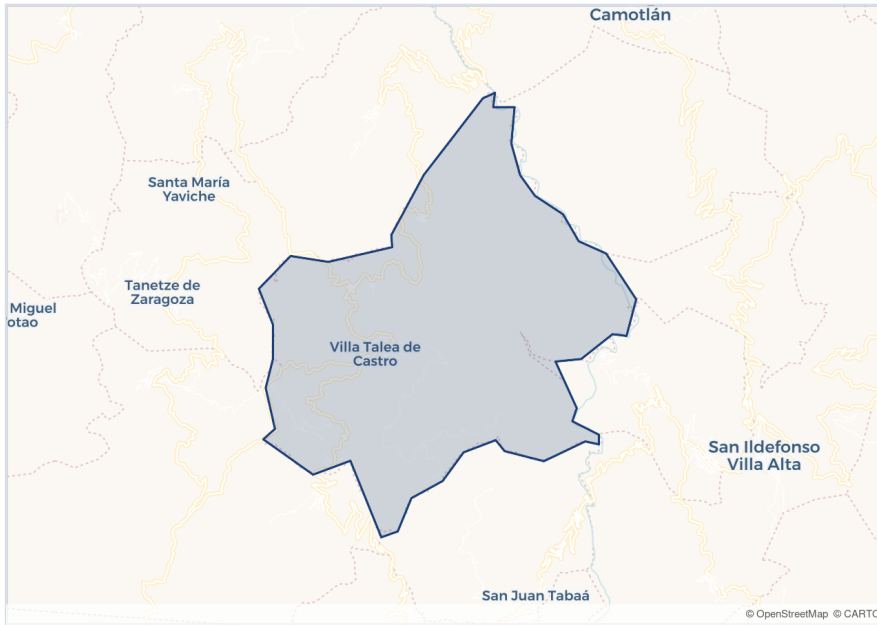 Camotlán
Santa María
Yaviche
Tanetze de
Zaragoza
Miguel
otao
Villa Talea de
Castro
San Ildefonso
Villa Alta
San Juan Tabaá
© OpenStreetMap © CARTO